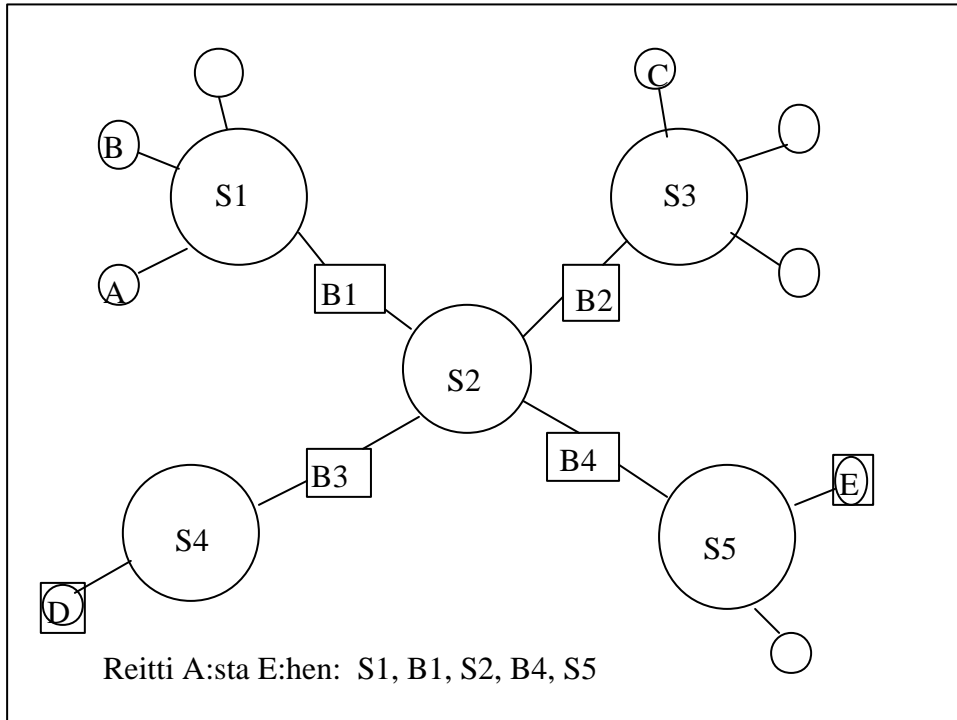 C
B
S1
S3
A
B1
B2
S2
B3
B4
E
S4
S5
D
Reitti A:sta E:hen: S1, B1, S2, B4, S5